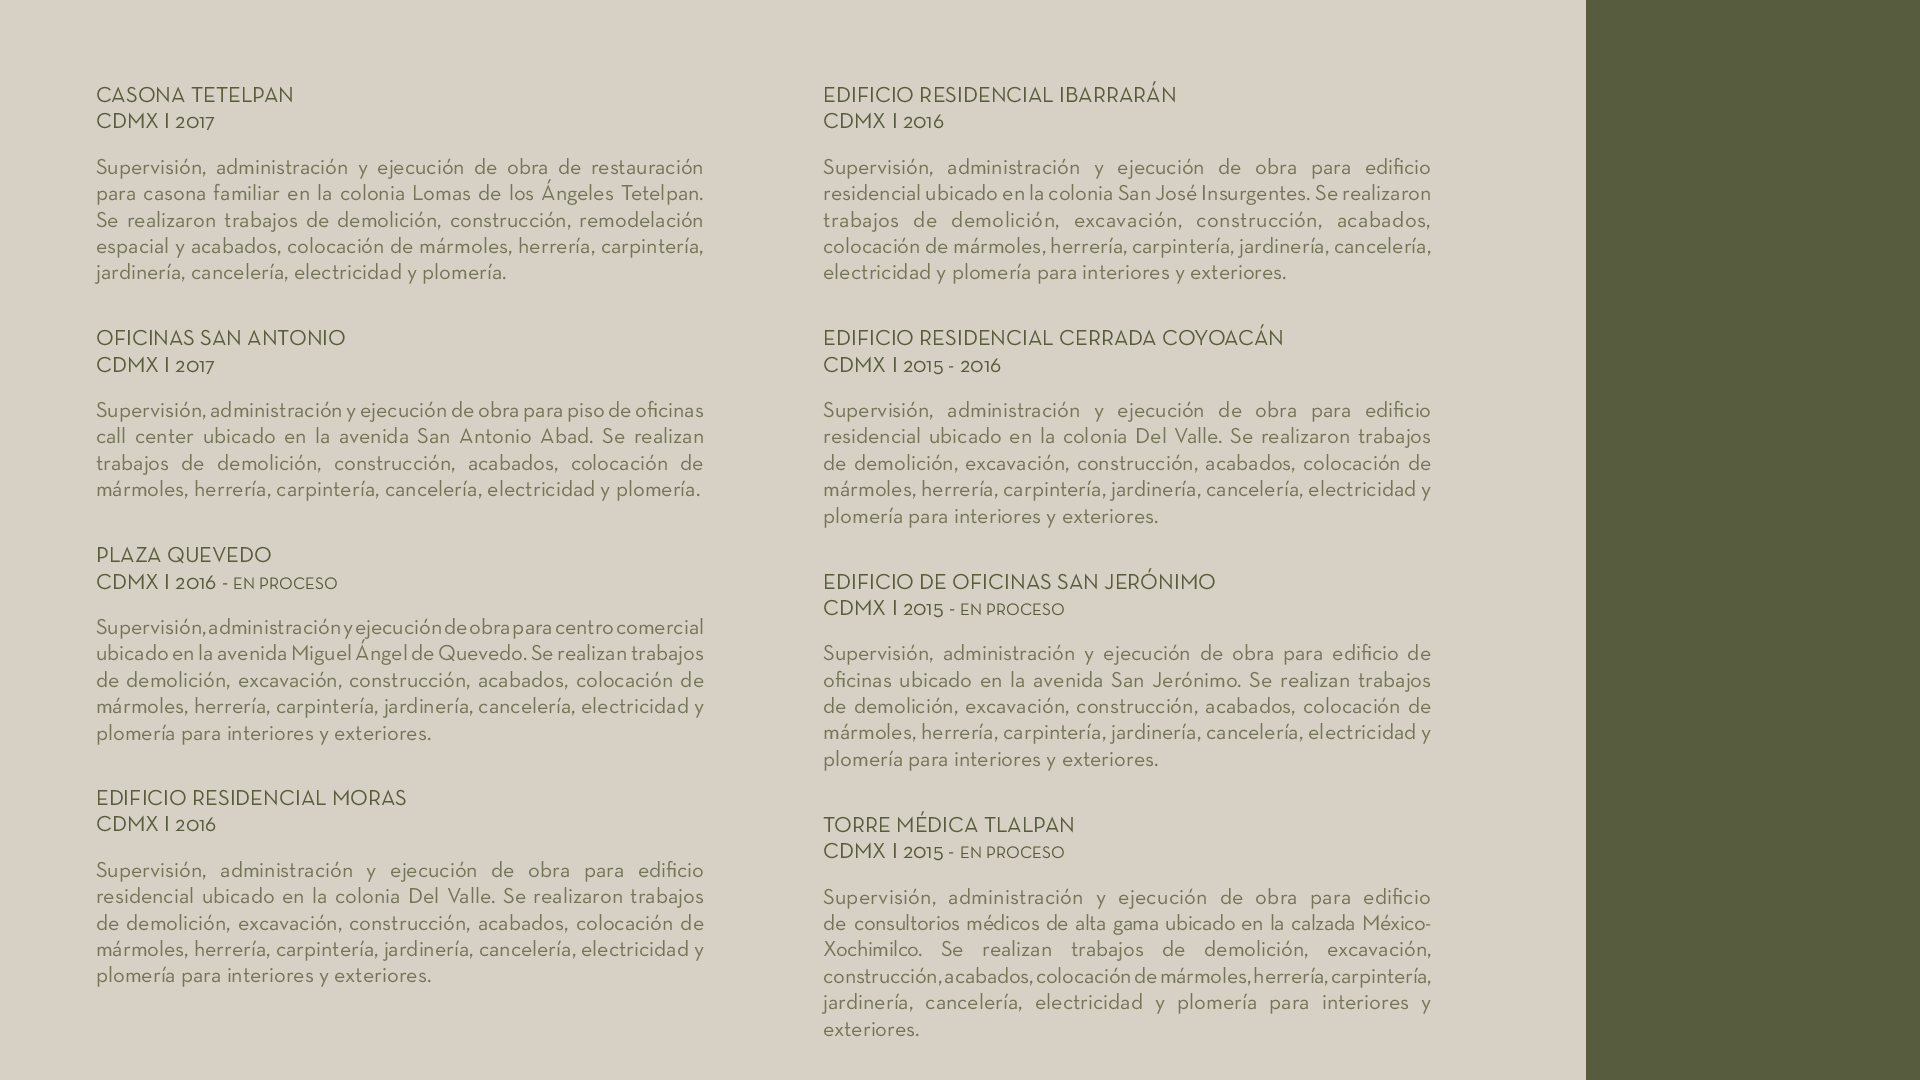 CASONA TETELPAN
CDMX I 2017
Supervisión, administración y ejecución de obra de restauración
para casona familiar en la colonia Lomas de los Ángeles Tetelpan.
Se realizaron trabajos de demolición, construcción, remodelación
espacial y acabados, colocación de mármoles, herrería, carpintería,
jardinería, cancelería, electricidad y plomería.
OFICINAS SAN ANTONIO
CDMX I 2017
Supervisión, administración y ejecución de obra para piso de oficinas
call center ubicado en la avenida San Antonio Abad. Se realizan
trabajos de demolición, construcción, acabados, colocación de
mármoles, herrería, carpintería, cancelería, electricidad y plomería.
PLAZA QUEVEDO
CDMX I 2016 - EN PROCESO
Supervisión, administración y ejecución de obra para centro comercial
ubicado en la avenida Miguel Ángel de Quevedo. Se realizan trabajos
de demolición, excavación, construcción, acabados, colocación de
mármoles, herrería, carpintería, jardinería, cancelería, electricidad y
plomería para interiores y exteriores.
EDIFICIO RESIDENCIAL MORAS
CDMX I 2016
Supervisión, administración y ejecución de obra para edificio
residencial ubicado en la colonia Del Valle. Se realizaron trabajos
de demolición, excavación, construcción, acabados, colocación de
mármoles, herrería, carpintería, jardinería, cancelería, electricidad y
plomería para interiores y exteriores.
EDIFICIO RESIDENCIAL IBARRARÁN
CDMX I 2016
Supervisión, administración y ejecución de obra para edificio
residencial ubicado en la colonia San José Insurgentes. Se realizaron
trabajos de demolición, excavación, construcción, acabados,
colocación de mármoles, herrería, carpintería, jardinería, cancelería,
electricidad y plomería para interiores y exteriores.
EDIFICIO RESIDENCIAL CERRADA COYOACÁN
CDMX I 2015 - 2016
Supervisión, administración y ejecución de obra para edificio
residencial ubicado en la colonia Del Valle. Se realizaron trabajos
de demolición, excavación, construcción, acabados, colocación de
mármoles, herrería, carpintería, jardinería, cancelería, electricidad y
plomería para interiores y exteriores.
EDIFICIO DE OFICINAS SAN JERÓNIMO
CDMX I 2015 - EN PROCESO
Supervisión, administración y ejecución de obra para edificio de
oficinas ubicado en la avenida San Jerónimo. Se realizan trabajos
de demolición, excavación, construcción, acabados, colocación de
mármoles, herrería, carpintería, jardinería, cancelería, electricidad y
plomería para interiores y exteriores.
TORRE MÉDICA TLALPAN
CDMX I 2015 - EN PROCESO
Supervisión, administración y ejecución de obra para edificio
de consultorios médicos de alta gama ubicado en la calzada México-
Xochimilco. Se realizan trabajos de demolición, excavación,
construcción, acabados, colocación de mármoles, herrería, carpintería,
jardinería, cancelería, electricidad y plomería para interiores y
exteriores.